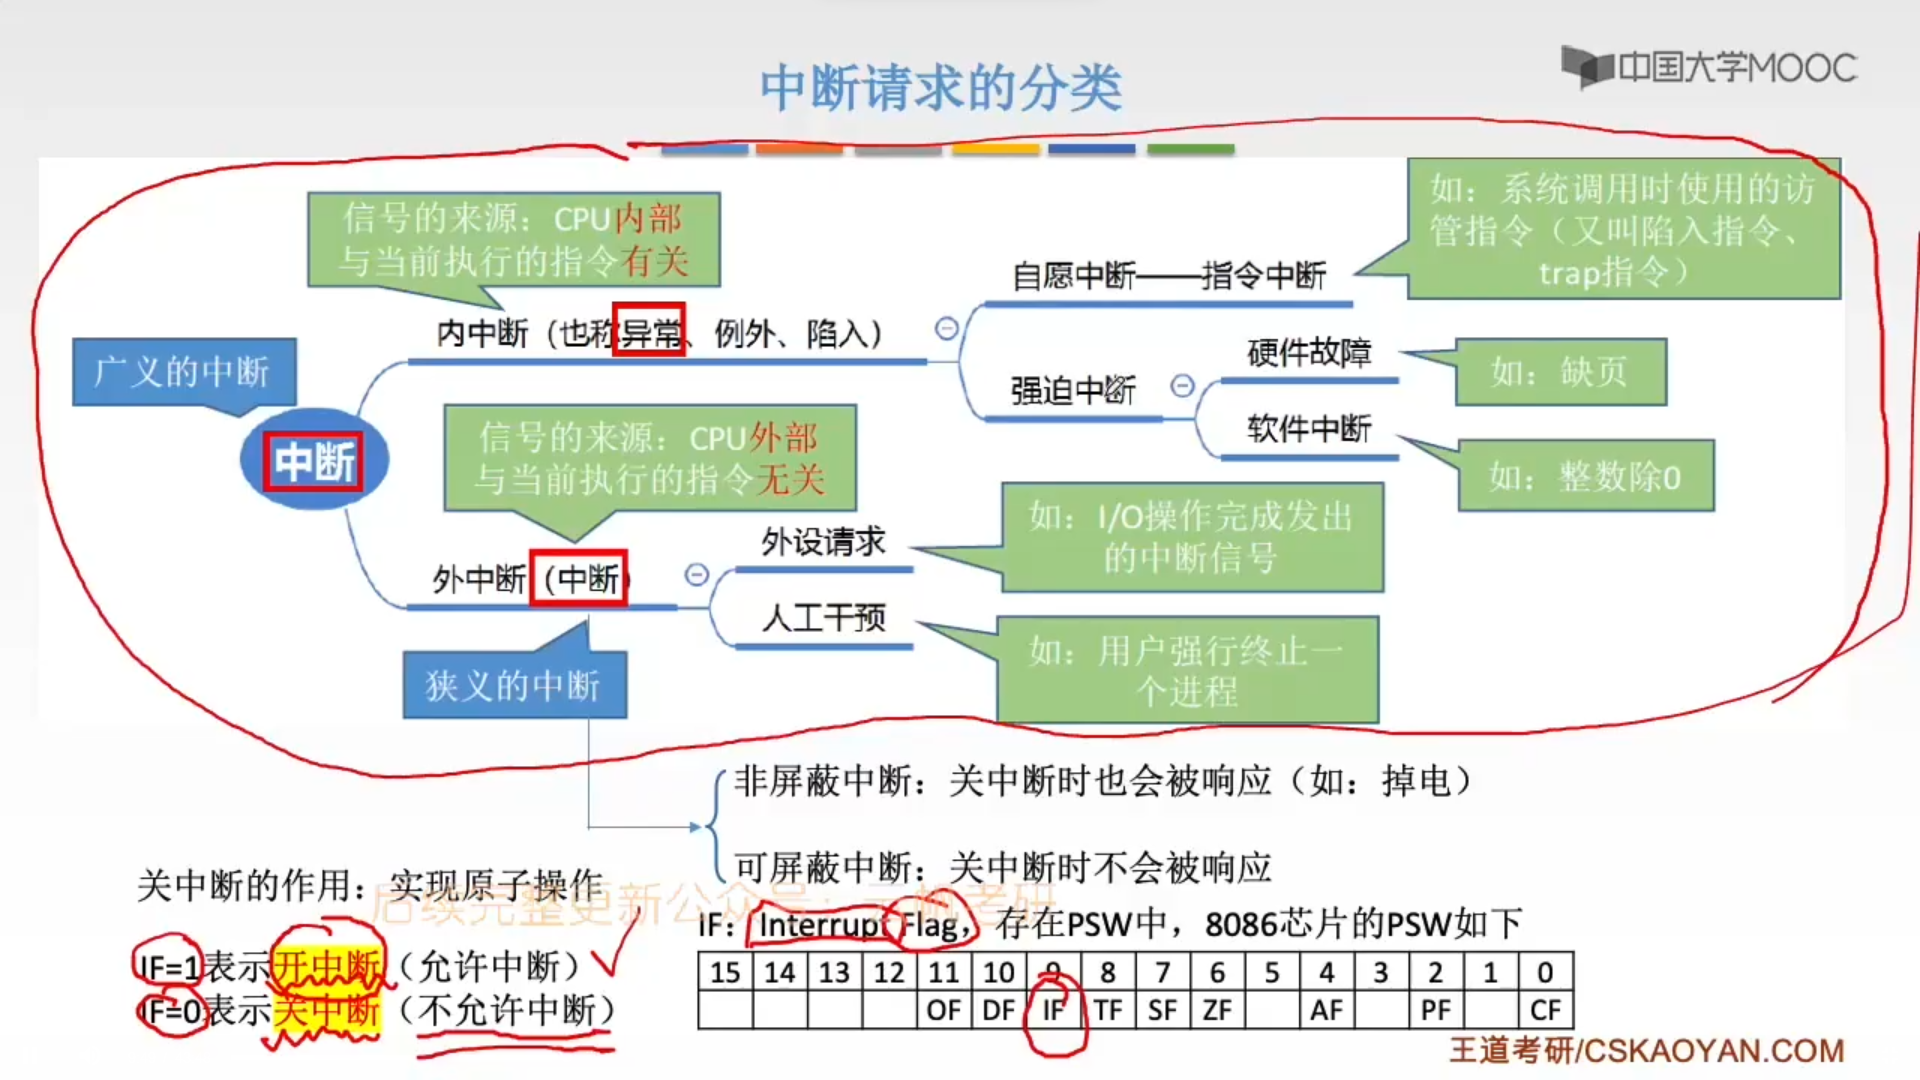 中断请求的分类
中国大学MOOC
信号的来源：CPU内部
与当前执行的指令有关
如：系统调用时使用的访
管指令（又叫陷入指令、
trap指令）
自愿中断——指令中断
内中断（也称异常、例外、陷入）
广义的中断
硬件故障
如：缺页
强迫中断
软件中断
如：整数除0
中断
信号的来源：CPU外部
与当前执行的指令无关
外设请求
如：I/O操作完成发出
的中断信号
外中断（中断）
人工干预
如：用户强行终止一
个进程
狭义的中断
非屏蔽中断：关中断时也会被响应（如：掉电）
可屏蔽中断：关中断时不会被响应
关中断的作用：实现原子操作
后续完整更新公众号：云帆考研
IF=1表示开中断（允许中断）
IF=0表示关中断（不允许中断）
IF：Interrupt Flag，存在PSW中，8086芯片的PSW如下
15 14 13 12 11 10 9 8 7 6 5 4 3 2 1 0
OF DF IF TF SF ZF AF PF CF
王道考研/CSKAOYAN.COM